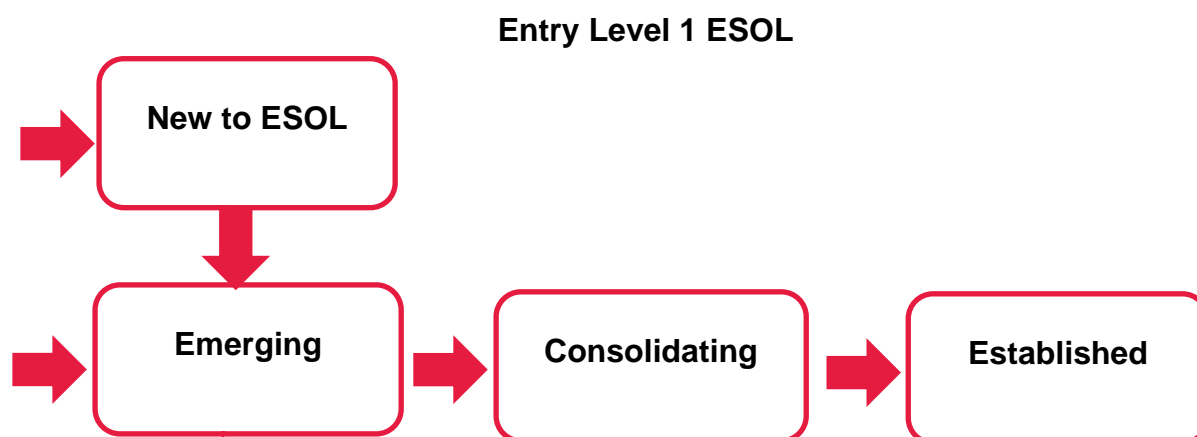 Entry Level 1 ESOL
New to ESOL
Emerging
Consolidating
Established